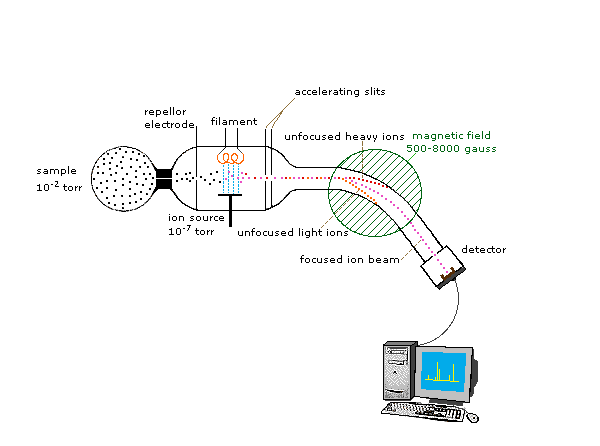 accelerating slits
repellor
electrode
filament
unfocused heavy ions
magnetic field
500-8000 gauss
sample
10⁻² torr
ion source
10⁻⁷ torr
unfocused light ions
focused ion beam
detector